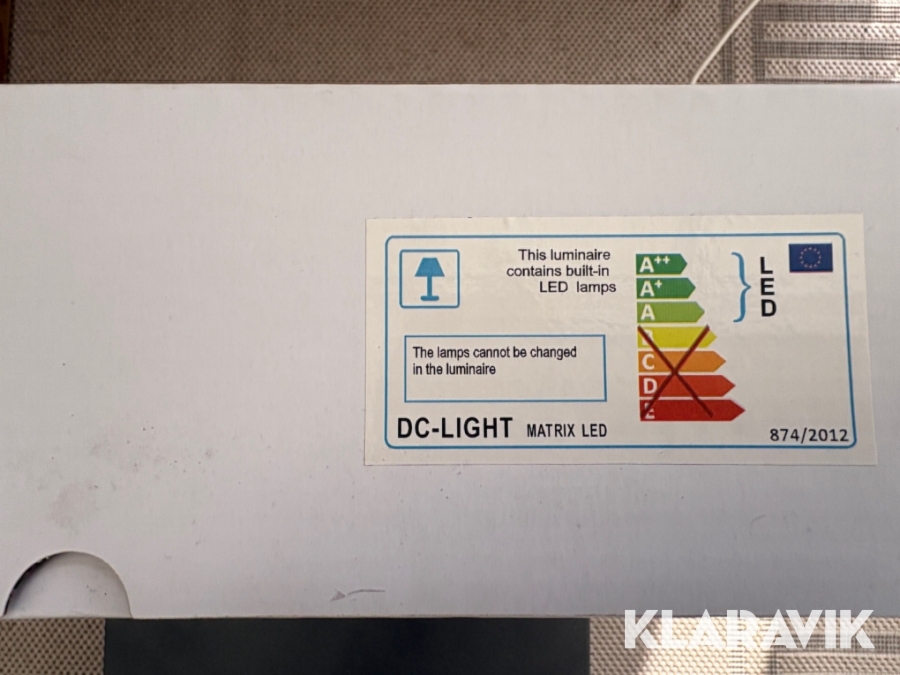 This luminaire
contains built-in
LED lamps
A++
A+
A
C
D
E
LED
The lamps cannot be changed
in the luminaire
DC-LIGHT MATRIX LED
874/2012
KLARAVIK